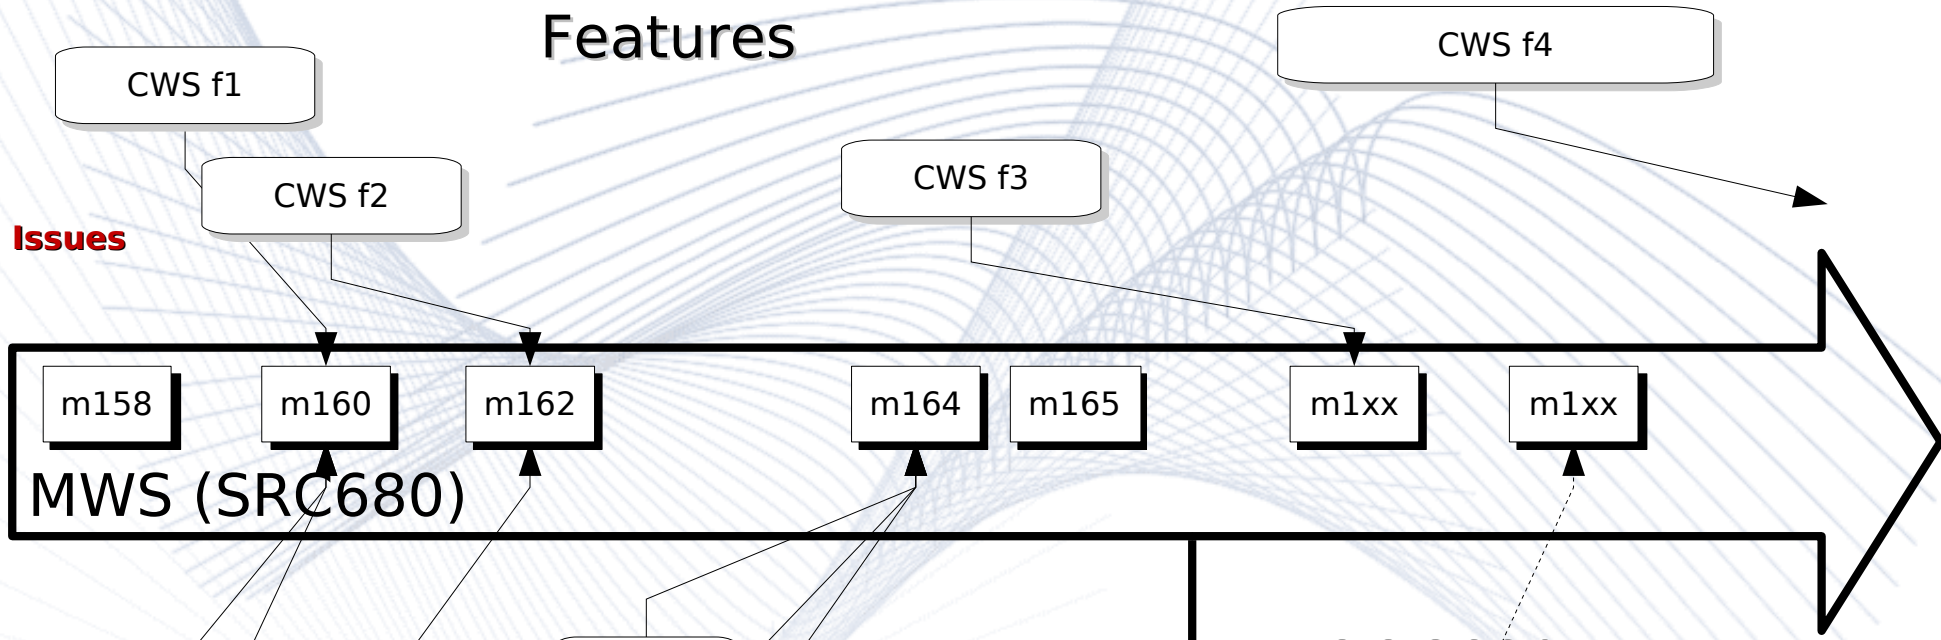 Features
CWS f4
CWS f1
CWS f3
CWS f2
Issues
m158
m160
m162
m164
m165
m1xx
m1xx
MWS (SRC680)